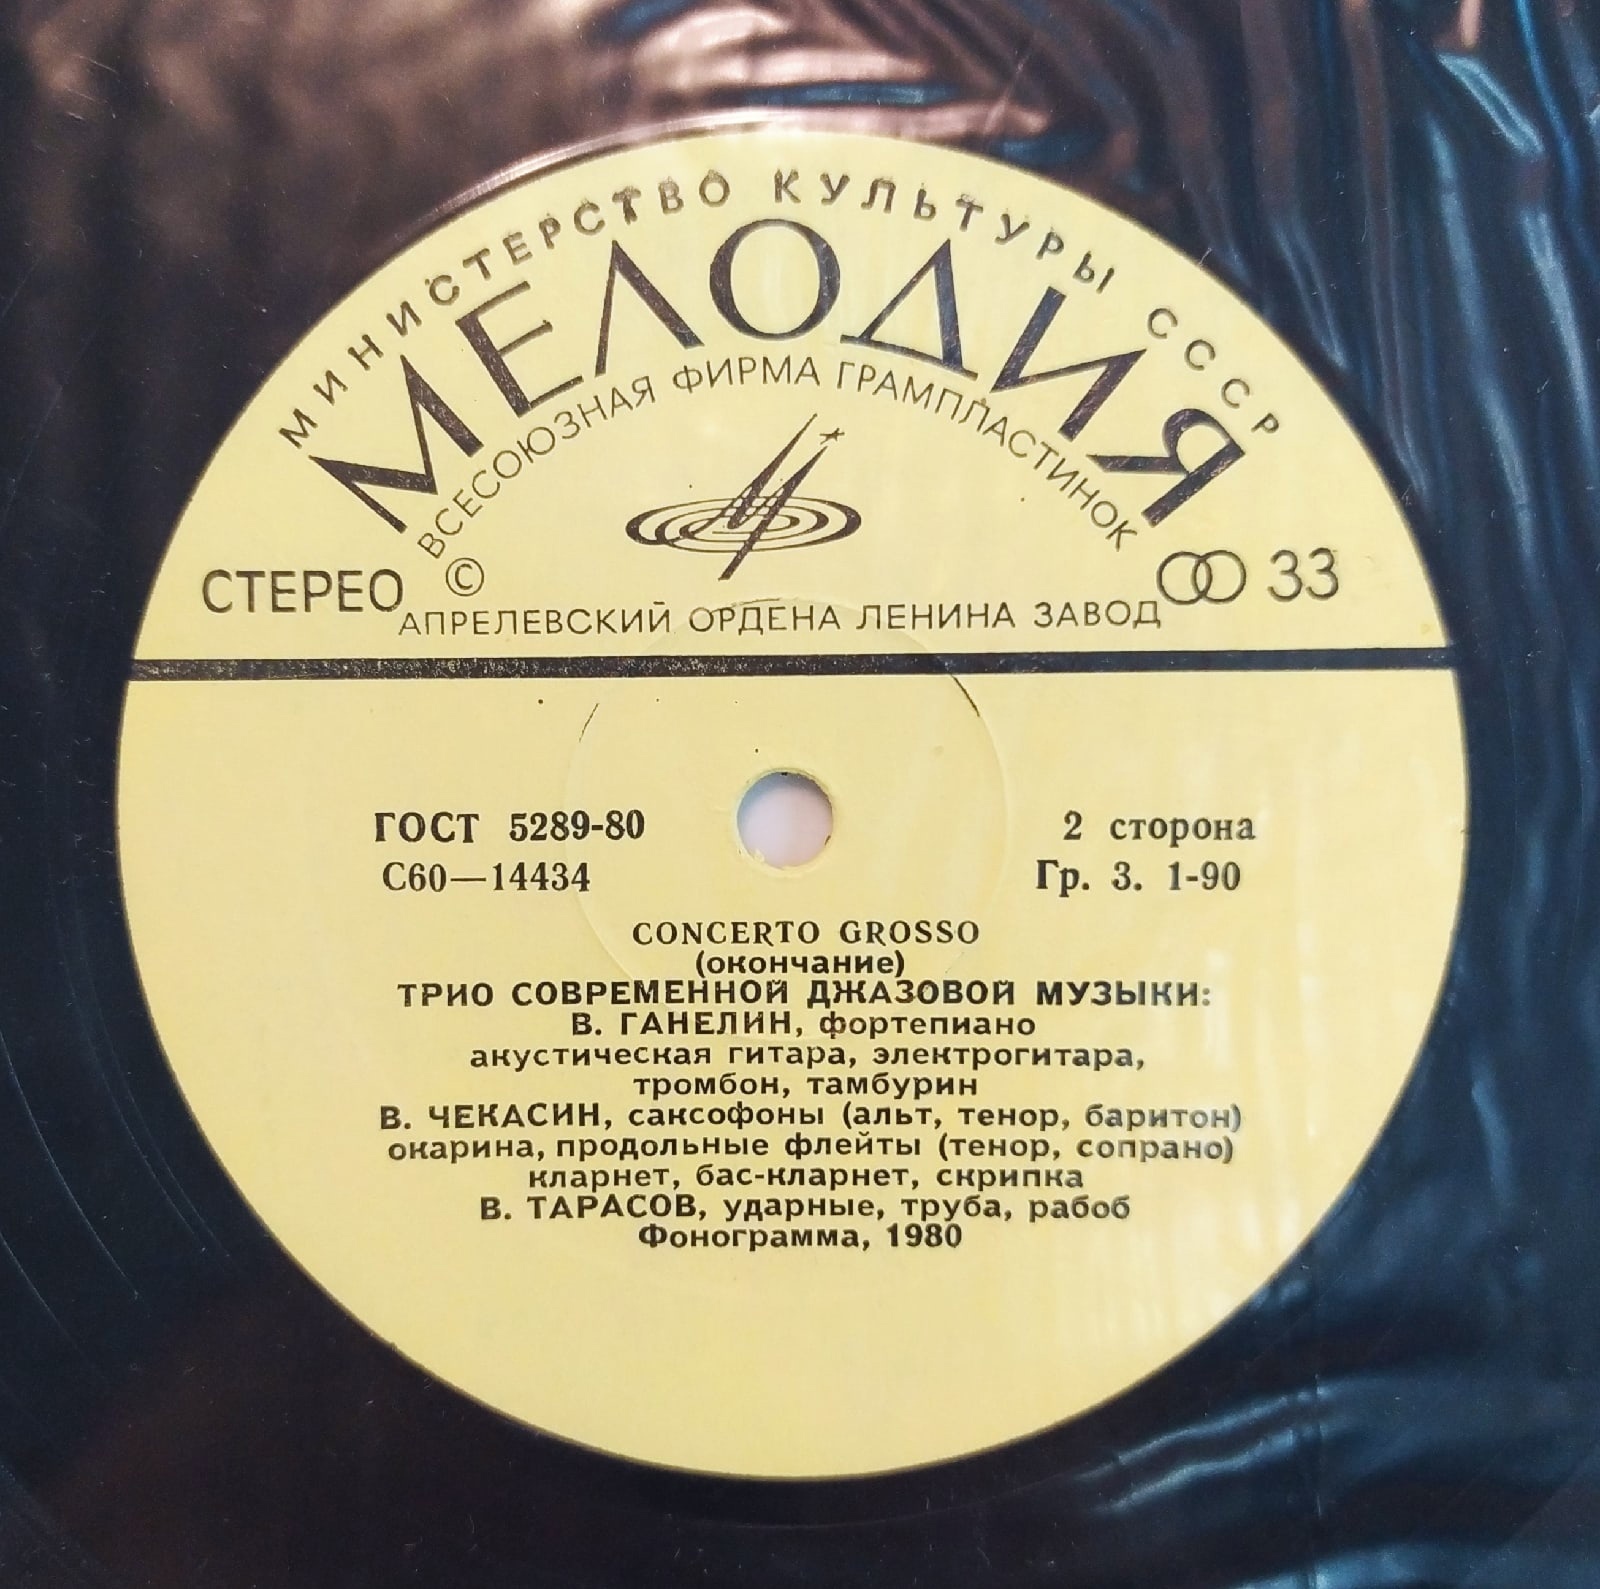 МИНИСТЕРСТВО КУЛЬТУРЫ СССР
МЕЛОДИЯ
ВСЕСОЮЗНАЯ ФИРМА ГРАМПЛАСТИНОК
СТЕРЕО © 33
АПРЕЛЕВСКИЙ ОРДЕНА ЛЕНИНА ЗАВОД
ГОСТ 5289-80 2 сторона
С60—14434 Гр. 3. 1-90
CONCERTO GROSSO
(окончание)
ТРИО СОВРЕМЕННОЙ ДЖАЗОВОЙ МУЗЫКИ:
В. ГАНЕЛИН, фортепиано
акустическая гитара, электрогитара,
тромбон, тамбурин
В. ЧЕКАСИН, саксофоны (альт, тенор, баритон)
окарина, продольные флейты (тенор, сопрано)
кларнет, бас-кларнет, скрипка
В. ТАРАСОВ, ударные, труба, рабоб
Фонограмма, 1980